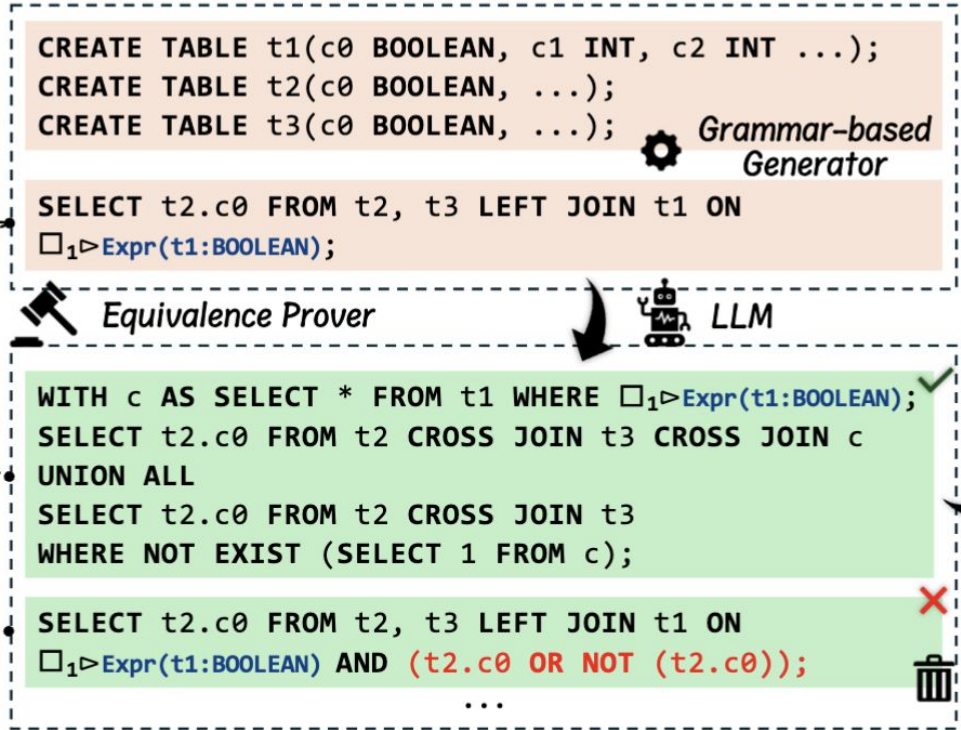 CREATE TABLE t1(c0 BOOLEAN, c1 INT, c2 INT ...);
CREATE TABLE t2(c0 BOOLEAN, ...);
CREATE TABLE t3(c0 BOOLEAN, ...);
Grammar-based
Generator
SELECT t2.c0 FROM t2, t3 LEFT JOIN t1 ON
□₁▷Expr(t1:BOOLEAN);
Equivalence Prover
LLM
WITH c AS SELECT * FROM t1 WHERE □₁▷Expr(t1:BOOLEAN);
SELECT t2.c0 FROM t2 CROSS JOIN t3 CROSS JOIN c
UNION ALL
SELECT t2.c0 FROM t2 CROSS JOIN t3
WHERE NOT EXIST (SELECT 1 FROM c);
SELECT t2.c0 FROM t2, t3 LEFT JOIN t1 ON
□₁▷Expr(t1:BOOLEAN) AND (t2.c0 OR NOT (t2.c0));
...